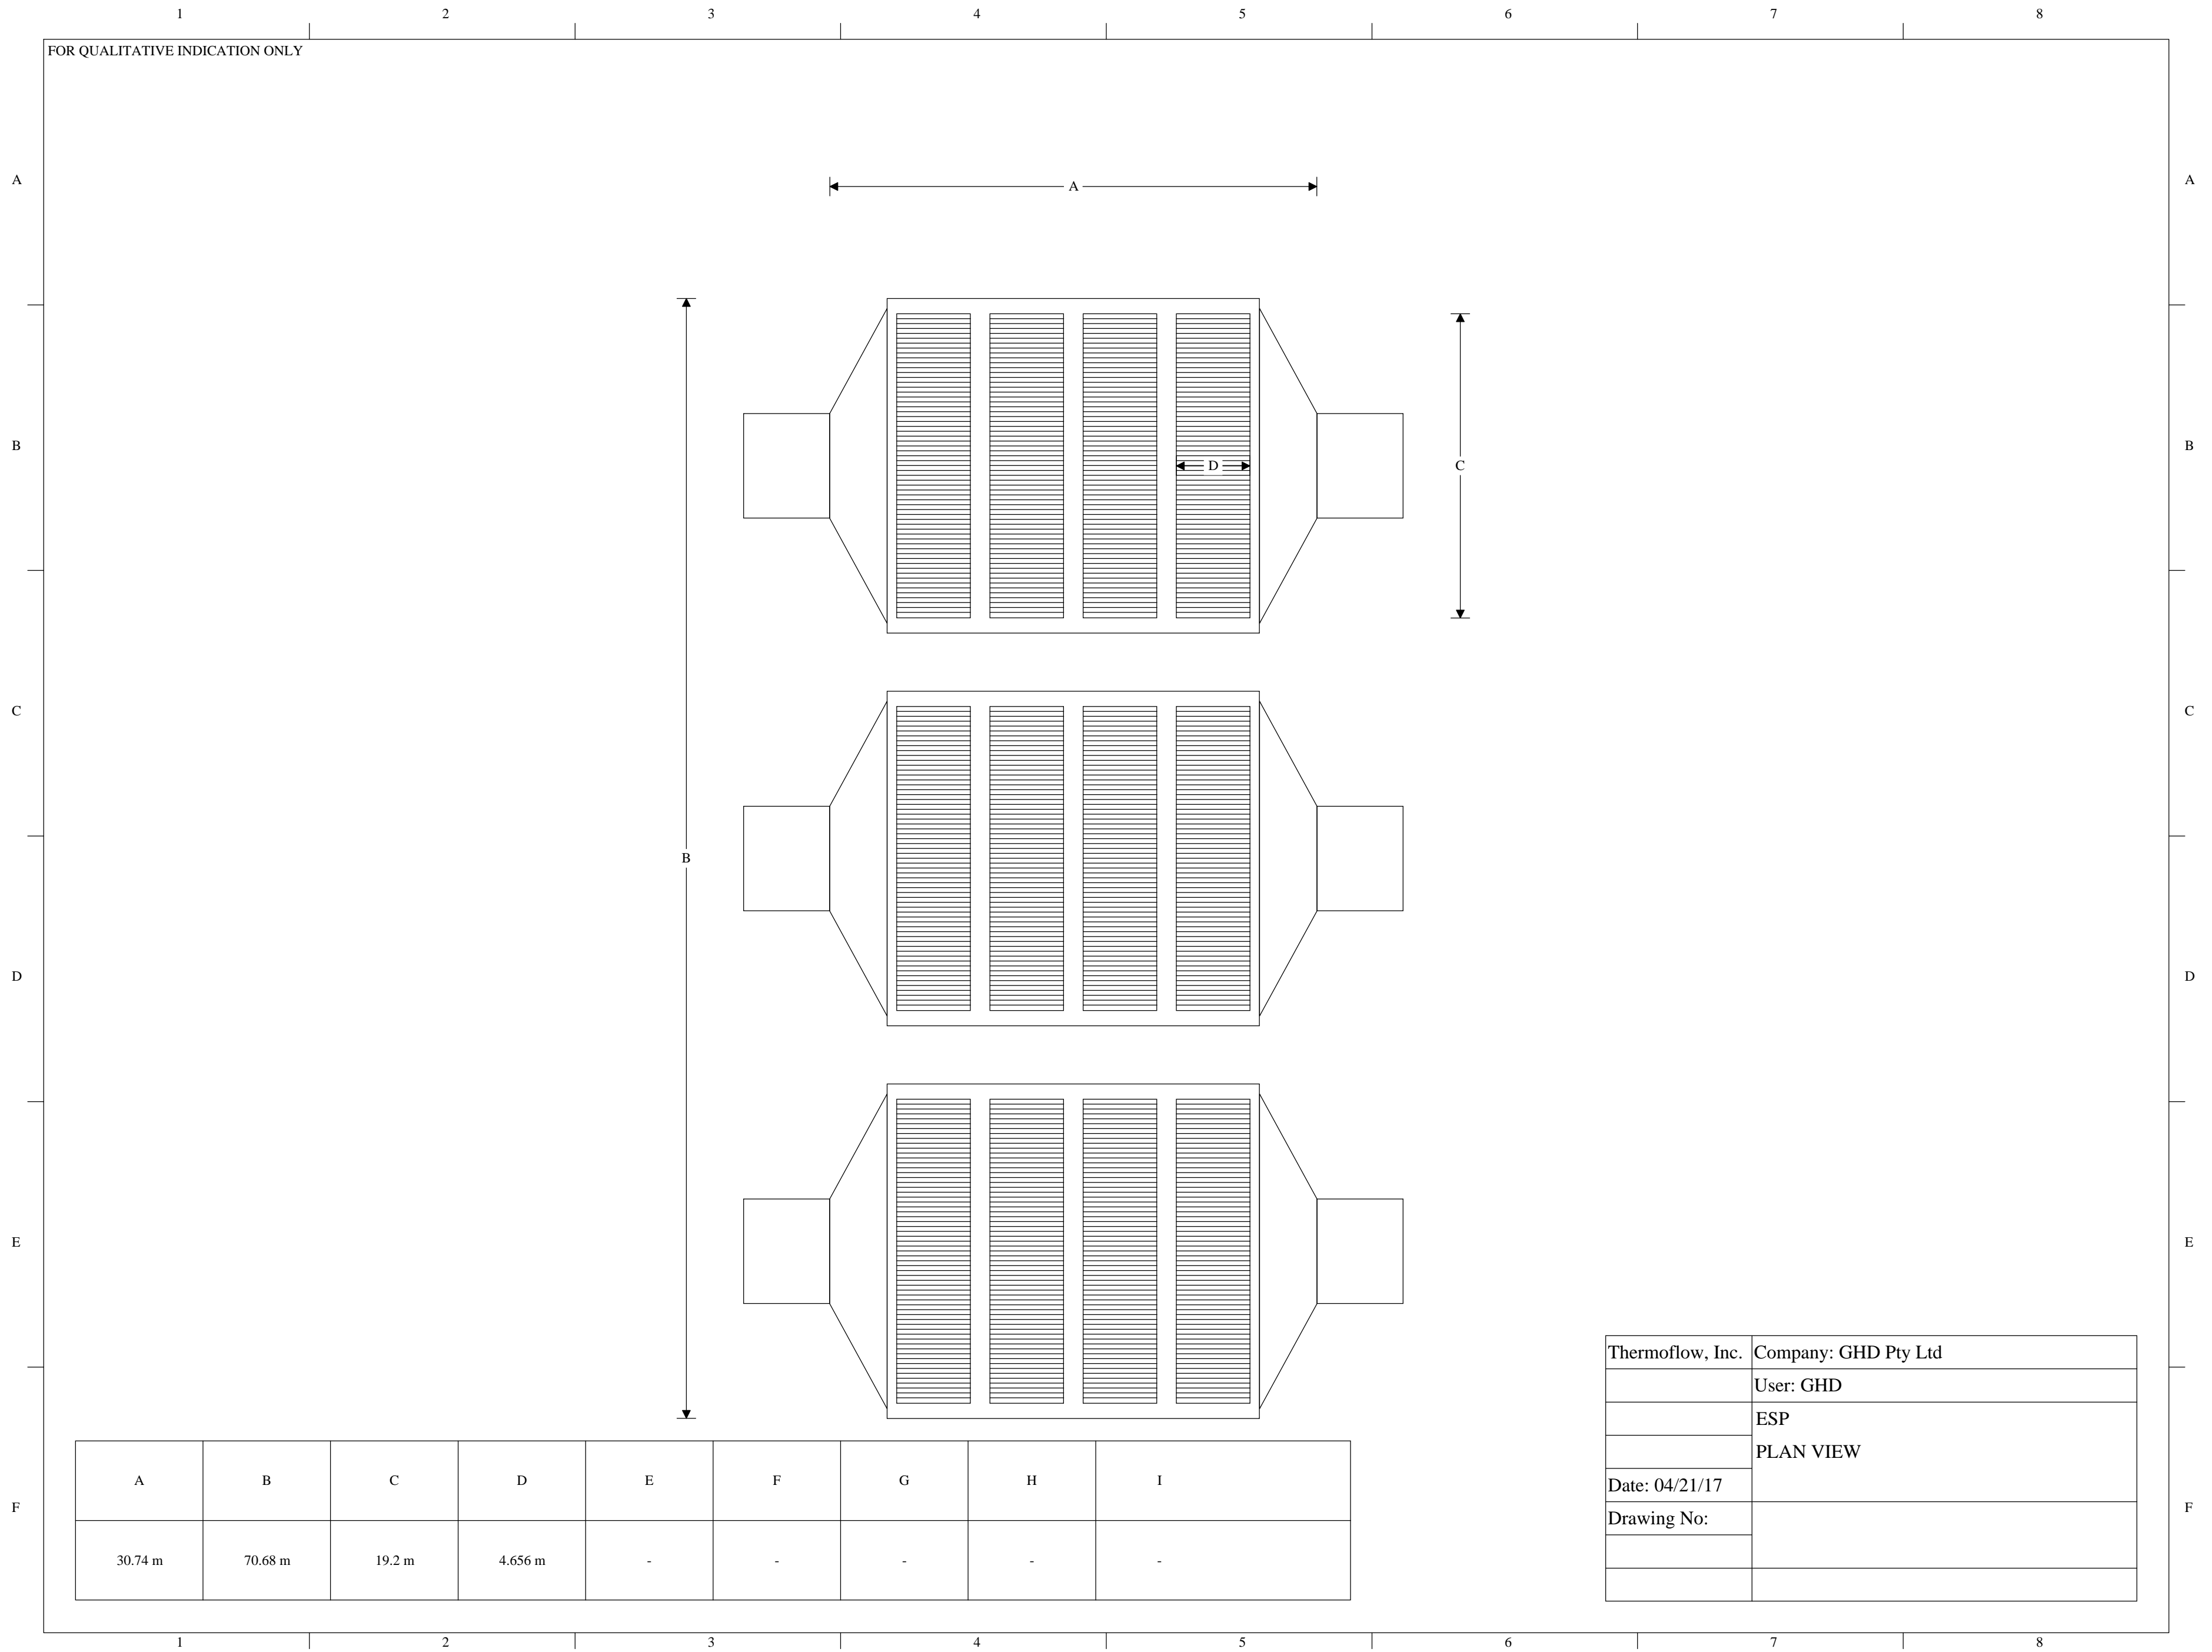 1 2 3 4 5 6 7 8
FOR QUALITATIVE INDICATION ONLY
A A
A
B B
D
C
C C
B
D D
E E
Thermoflow, Inc. Company: GHD Pty Ltd
User: GHD
ESP
PLAN VIEW
Date: 04/21/17
Drawing No:
A B C D E F G H I
F F
30.74 m 70.68 m 19.2 m 4.656 m - - - - -
1 2 3 4 5 6 7 8